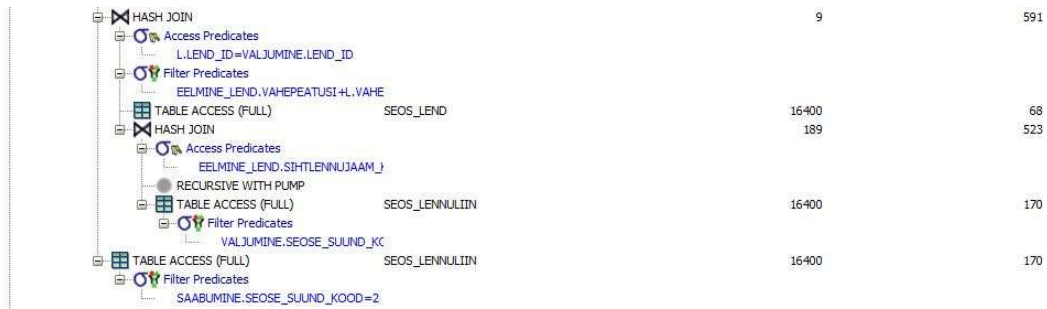 HASH JOIN 9 591
Access Predicates
L.LEND_ID=VALJUMINE.LEND_ID
Filter Predicates
EELMINE_LEND.VAHEPEATUSI+L.VAHE
TABLE ACCESS (FULL) SEOS_LEND 16400 68
HASH JOIN 189 523
Access Predicates
EELMINE_LEND.SIHTLENNUJAAM_K
RECURSIVE WITH PUMP
TABLE ACCESS (FULL) SEOS_LENNULIIN 16400 170
Filter Predicates
VALJUMINE.SEOSE_SUUND_KO
TABLE ACCESS (FULL) SEOS_LENNULIIN 16400 170
Filter Predicates
SAABUMINE.SEOSE_SUUND_KOOD=2